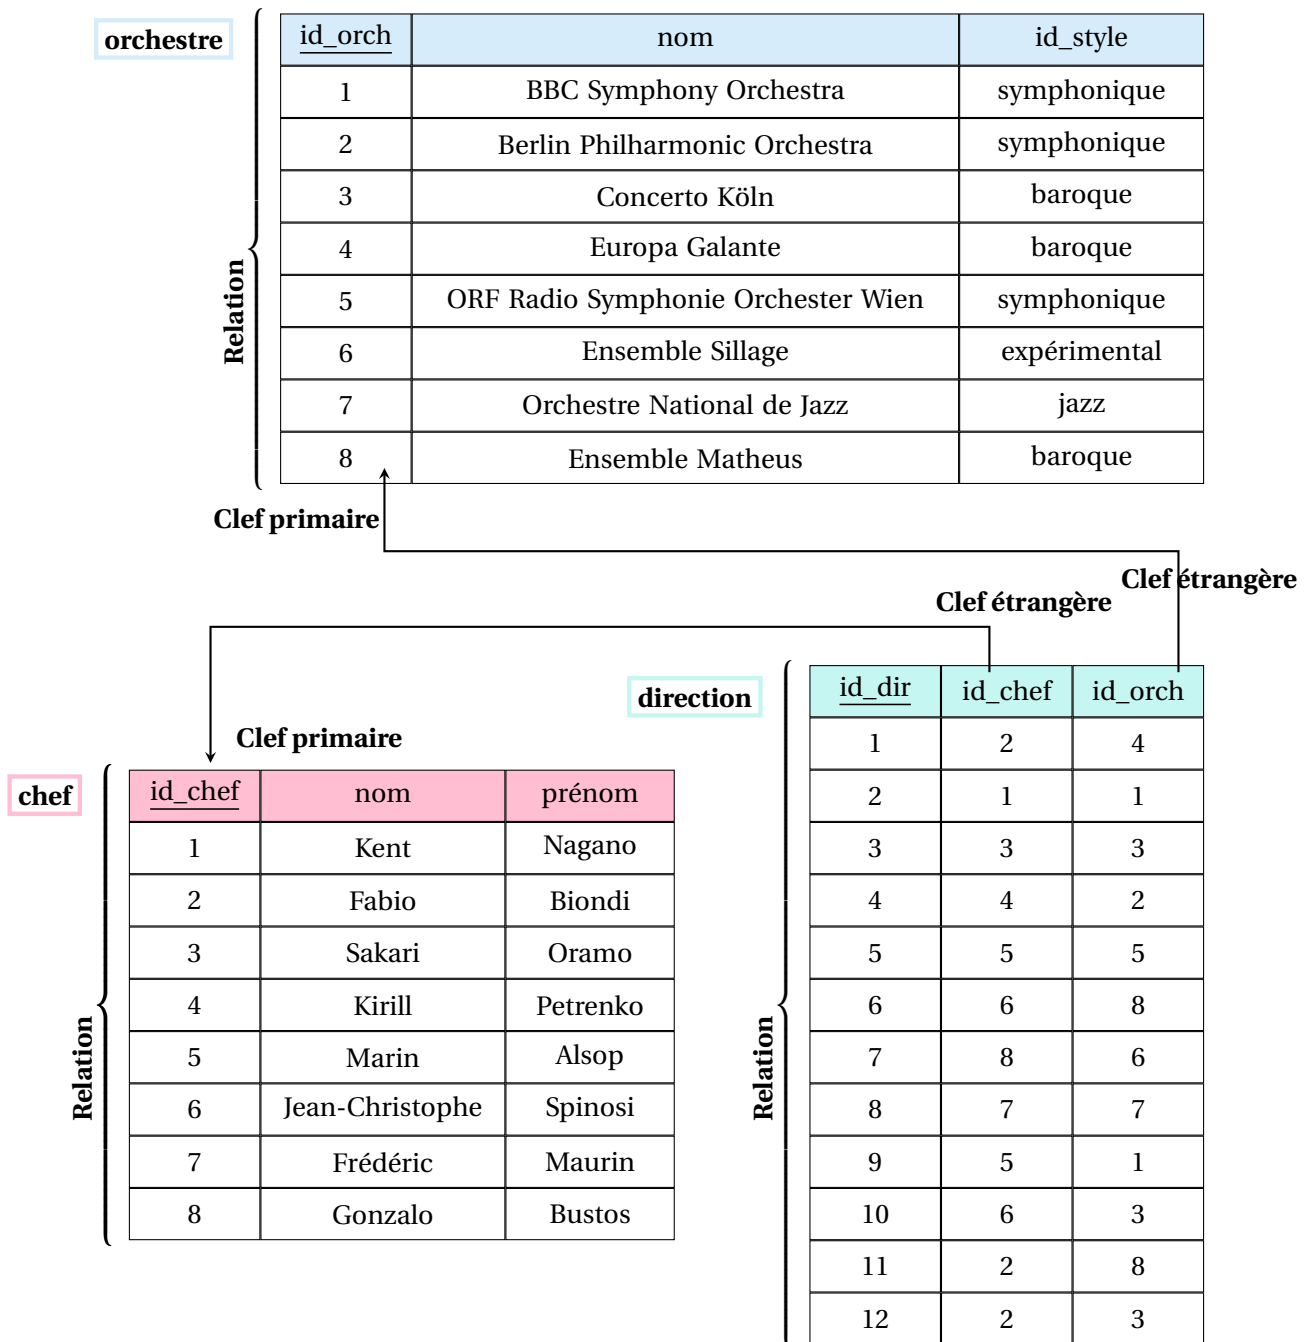 orchestre
id_orch nom id_style
1 BBC Symphony Orchestra symphonique
2 Berlin Philharmonic Orchestra symphonique
3 Concerto Köln baroque
4 Europa Galante baroque
5 ORF Radio Symphonie Orchester Wien symphonique
6 Ensemble Sillage expérimental
7 Orchestre National de Jazz jazz
8 Ensemble Matheus baroque
Relation
Clef primaire
Clef étrangère
Clef étrangère
direction
id_dir id_chef id_orch
1 2 4
2 1 1
3 3 3
4 4 2
5 5 5
6 6 8
7 8 6
8 7 7
9 5 1
10 6 3
11 2 8
12 2 3
Relation
Clef primaire
chef
id_chef nom prénom
1 Kent Nagano
2 Fabio Biondi
3 Sakari Oramo
4 Kirill Petrenko
5 Marin Alsop
6 Jean-Christophe Spinosi
7 Frédéric Maurin
8 Gonzalo Bustos
Relation